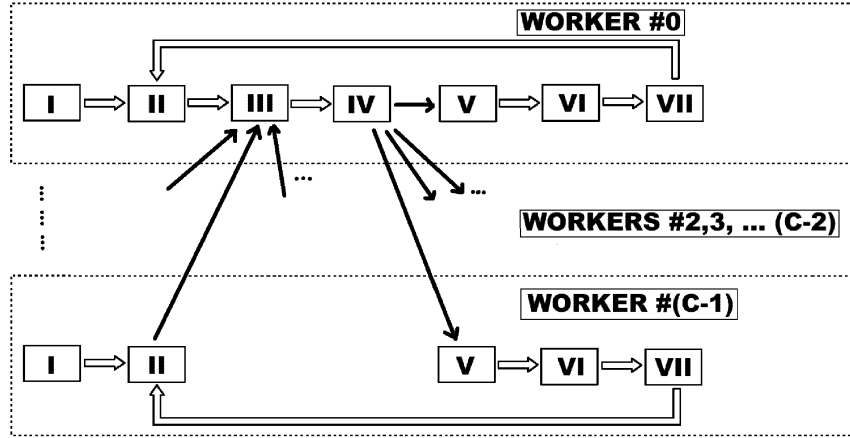 WORKER #0
I II III IV V VI VII
...
...
WORKERS #2,3, ... (C-2)
WORKER #(C-1)
I II V VI VII